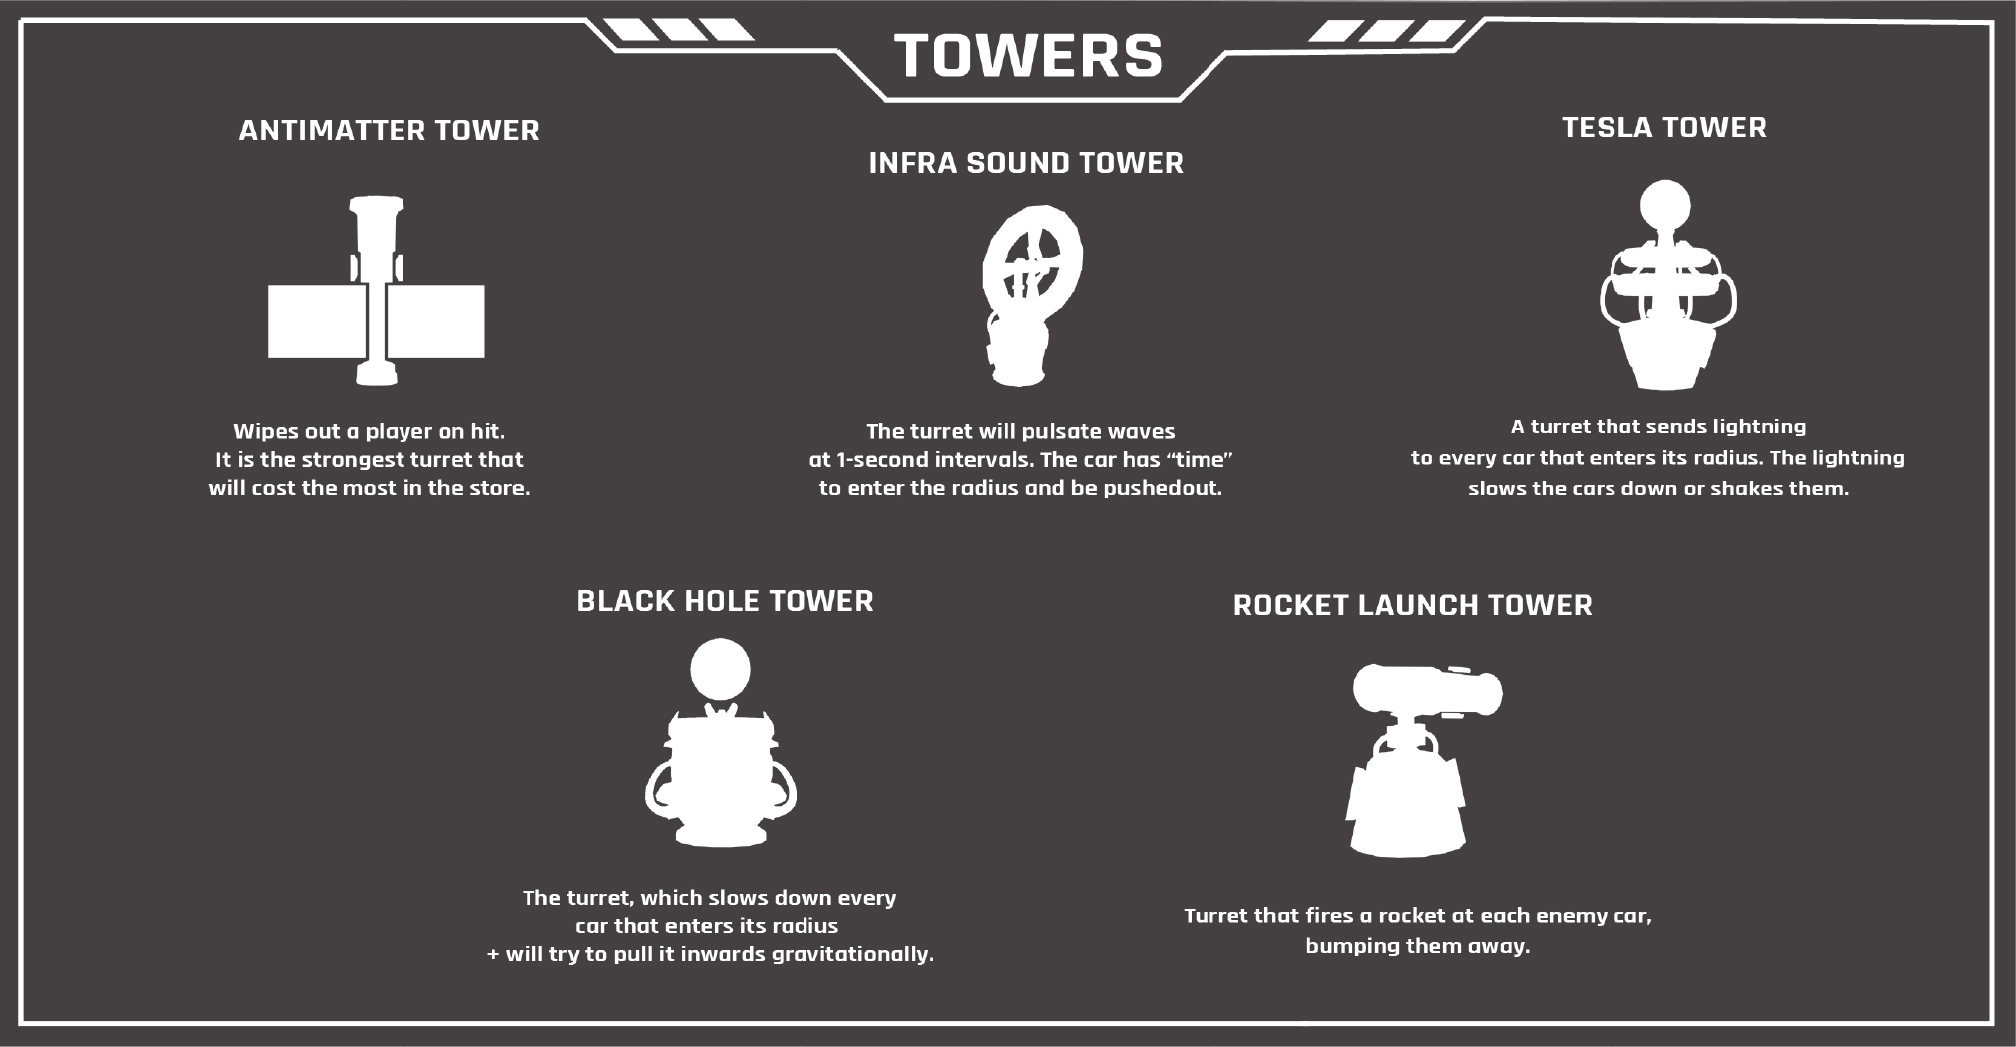 TOWERS
ANTIMATTER TOWER
Wipes out a player on hit.
It is the strongest turret that
will cost the most in the store.
INFRA SOUND TOWER
The turret will pulsate waves
at 1-second intervals. The car has “time”
to enter the radius and be pushedout.
TESLA TOWER
A turret that sends lightning
to every car that enters its radius. The lightning
slows the cars down or shakes them.
BLACK HOLE TOWER
The turret, which slows down every
car that enters its radius
+ will try to pull it inwards gravitationally.
ROCKET LAUNCH TOWER
Turret that fires a rocket at each enemy car,
bumping them away.